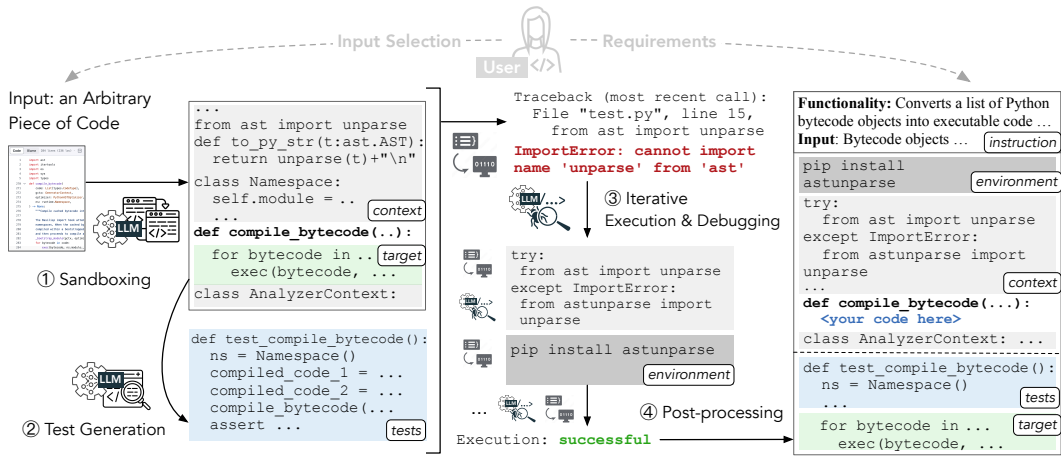 Input Selection
Requirements
User </>
Input: an Arbitrary
Piece of Code
LLM
① Sandboxing
LLM
② Test Generation
...
from ast import unparse
def to_py_str(t:ast.AST):
return unparse(t)+"\n"
class Namespace:
self.module = ..
...
context
def compile_bytecode(..):
for bytecode in ..
target
exec(bytecode, ...
class AnalyzerContext:
def test_compile_bytecode():
ns = Namespace()
compiled_code_1 = ...
compiled_code_2 = ...
compile_bytecode(...
assert ...
tests
Traceback (most recent call):
File "test.py", line 15,
from ast import unparse
ImportError: cannot import
name 'unparse' from 'ast'
01110
LLM/...>
③ Iterative
Execution & Debugging
01110
try:
from ast import unparse
except ImportError:
from astunparse import
unparse
pip install astunparse
environment
...
④ Post-processing
Execution: successful
Functionality: Converts a list of Python
bytecode objects into executable code ...
Input: Bytecode objects ...
instruction
pip install
astunparse
environment
try:
from ast import unparse
except ImportError:
from astunparse import
unparse
...
context
def compile_bytecode(...):
<your code here>
class AnalyzerContext: ...
def test_compile_bytecode():
ns = Namespace()
...
tests
for bytecode in ...
target
exec(bytecode, ...